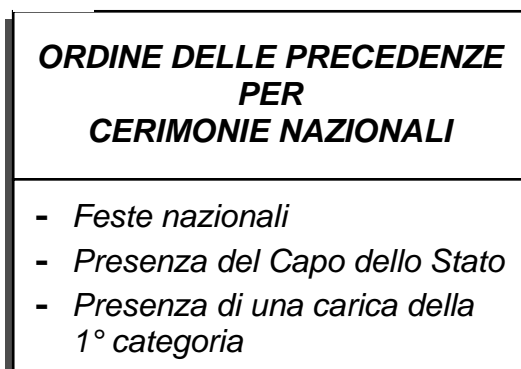 ORDINE DELLE PRECEDENZE
PER
CERIMONIE NAZIONALI
- Feste nazionali
- Presenza del Capo dello Stato
- Presenza di una carica della
1° categoria